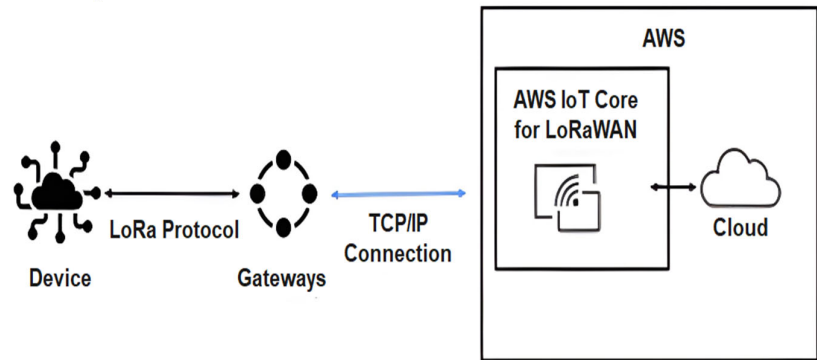 AWS
AWS IoT Core
for LoRaWAN
LoRa Protocol
TCP/IP
Connection
Cloud
Device
Gateways